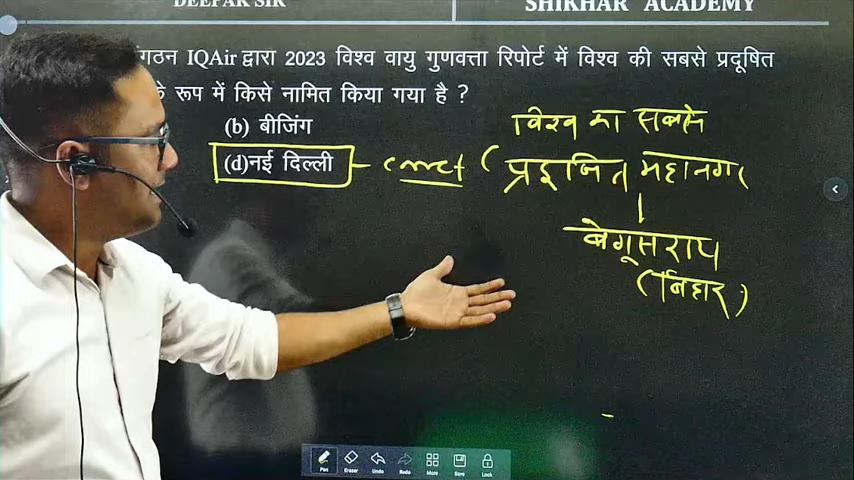 DEEPAK SIR
SHIKHAR ACADEMY
गठन IQAir द्वारा 2023 विश्व वायु गुणवत्ता रिपोर्ट में विश्व की सबसे प्रदूषित
के रूप में किसे नामित किया गया है ?
(b) बीजिंग
(d)नई दिल्ली
विश्व का सबसे
महानगर
बेगूसराय
(बिहार)
Pen Eraser Undo Redo More Save Lock